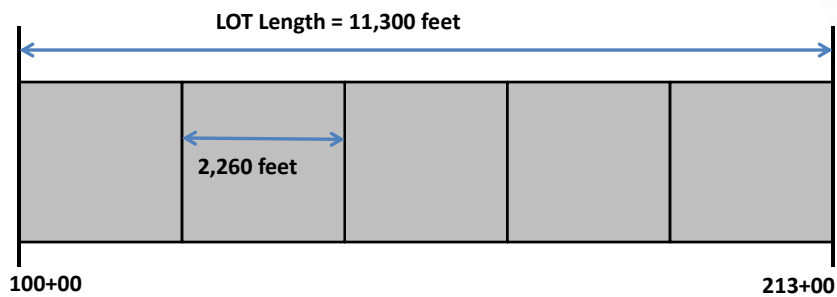 LOT Length = 11,300 feet
2,260 feet
100+00
213+00